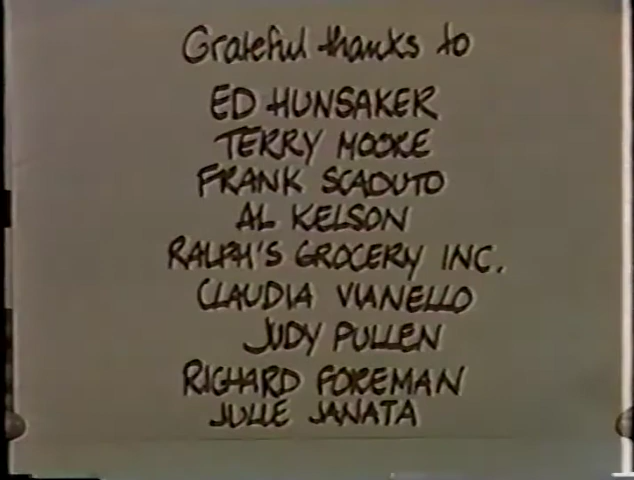 Grateful thanks to
ED HUNSAKER
TERRY MOORE
FRANK SCADUTO
AL KELSON
RALPH'S GROCERY INC.
CLAUDIA VIANELLO
JUDY PULLEN
RICHARD FOREMAN
JULIE JANATA